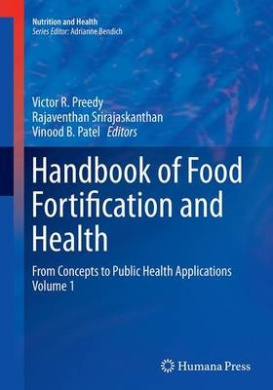 Nutrition and Health
Series Editor: Adrianne Bendich
Victor R. Preedy
Rajaventhan Srirajaskanthan
Vinood B. Patel Editors
Handbook of Food
Fortification and
Health
From Concepts to Public Health Applications
Volume 1
Humana Press